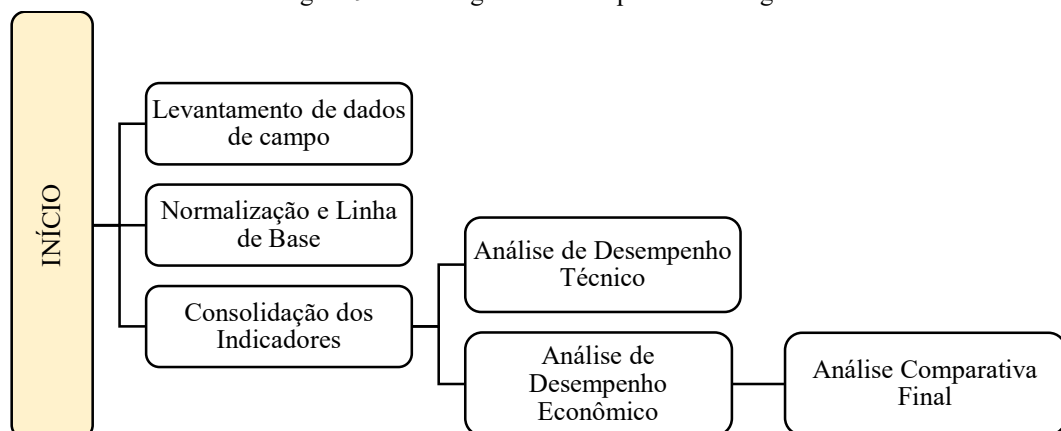 INÍCIO
Levantamento de dados
de campo
Normalização e Linha
de Base
Consolidação dos
Indicadores
Análise de Desempenho
Técnico
Análise de
Desempenho
Econômico
Análise Comparativa
Final